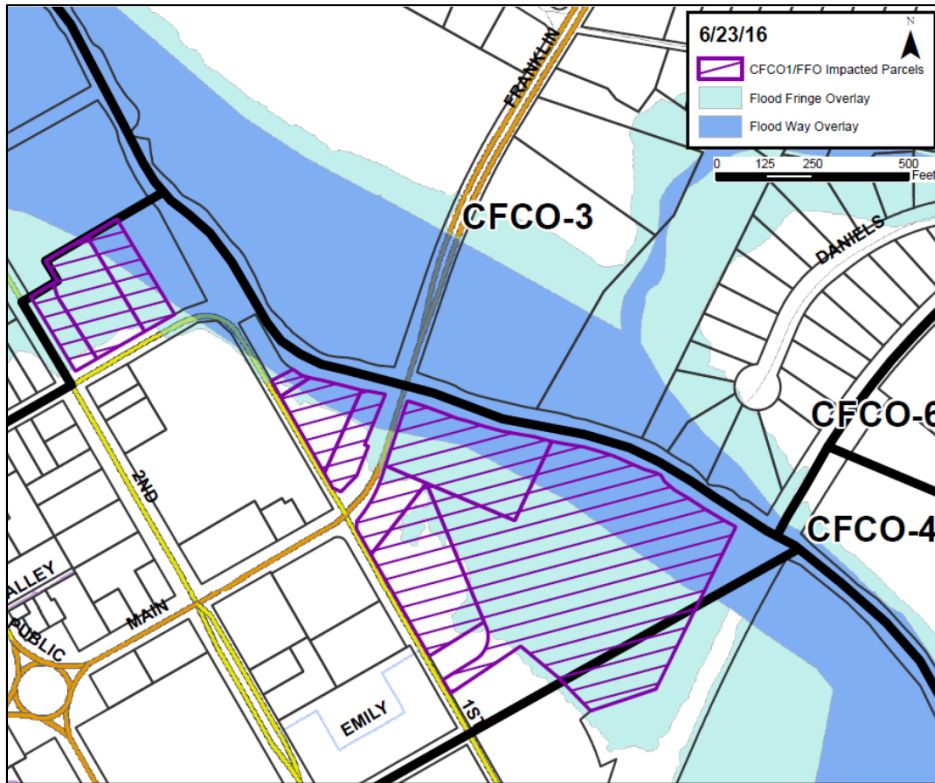 6/23/16
N
CFCO1/FFO Impacted Parcels
Flood Fringe Overlay
Flood Way Overlay
0 125 250 500
Feet
FRANKLIN
CFCO-3
DANIELS
CFCO-6
CFCO-4
2ND
ALLEY
MAIN
PUBLIC
EMILY
1ST